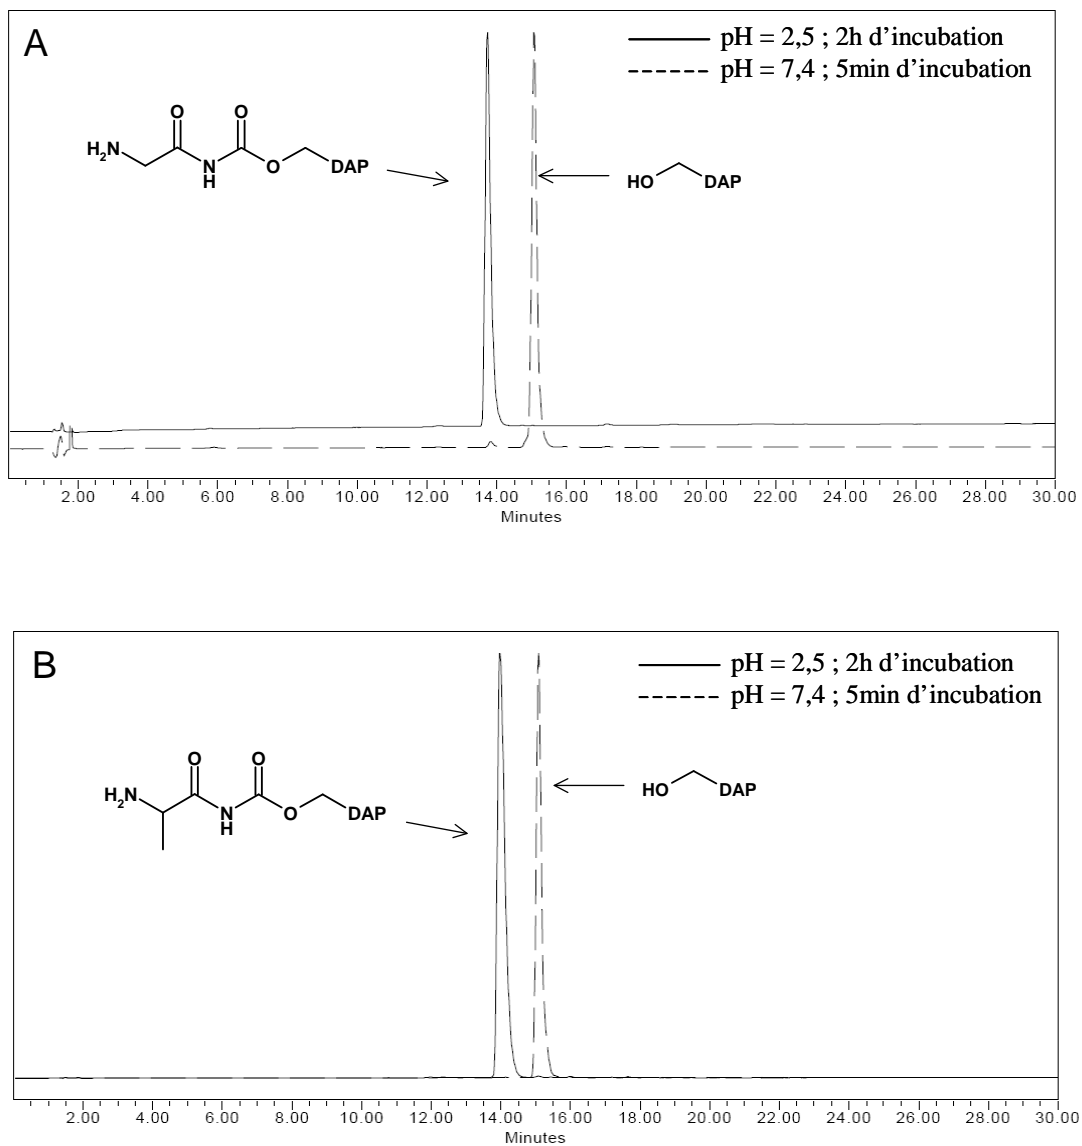 A
pH = 2,5 ; 2h d’incubation
pH = 7,4 ; 5min d’incubation
O O
H2N N H O DAP
HO DAP
2.00 4.00 6.00 8.00 10.00 12.00 14.00 16.00 18.00 20.00 22.00 24.00 26.00 28.00 30.00
Minutes
B
pH = 2,5 ; 2h d’incubation
pH = 7,4 ; 5min d’incubation
O O
H2N N H O DAP
HO DAP
2.00 4.00 6.00 8.00 10.00 12.00 14.00 16.00 18.00 20.00 22.00 24.00 26.00 28.00 30.00
Minutes